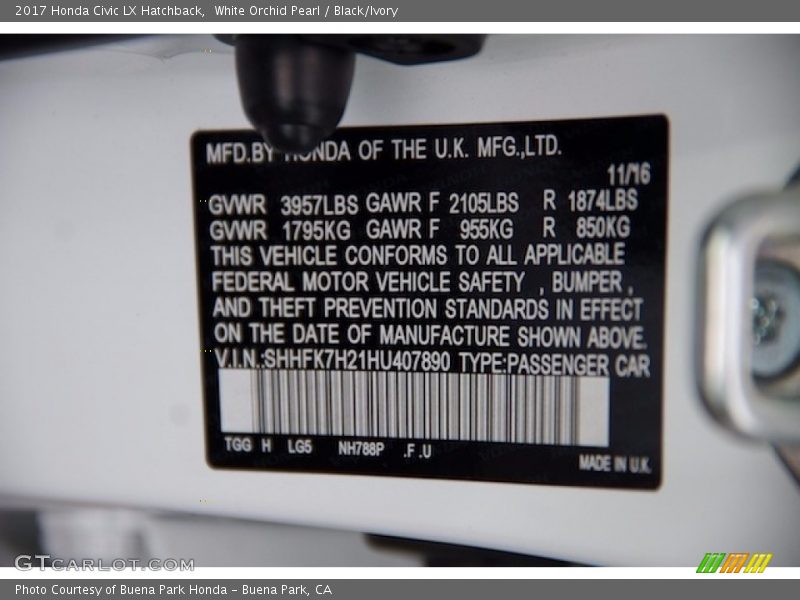 2017 Honda Civic LX Hatchback, White Orchid Pearl / Black/Ivory
MFD.BY HONDA OF THE U.K. MFG.,LTD.
11/16
GVWR 3957LBS GAWR F 2105LBS R 1874LBS
GVWR 1795KG GAWR F 955KG R 850KG
THIS VEHICLE CONFORMS TO ALL APPLICABLE
FEDERAL MOTOR VEHICLE SAFETY , BUMPER ,
AND THEFT PREVENTION STANDARDS IN EFFECT
ON THE DATE OF MANUFACTURE SHOWN ABOVE.
V.I.N.:SHHFK7H21HU407890 TYPE:PASSENGER CAR
TGG H LG5 NH788P .F .U
MADE IN U.K.
GTcarlot.com
Photo Courtesy of Buena Park Honda – Buena Park, CA